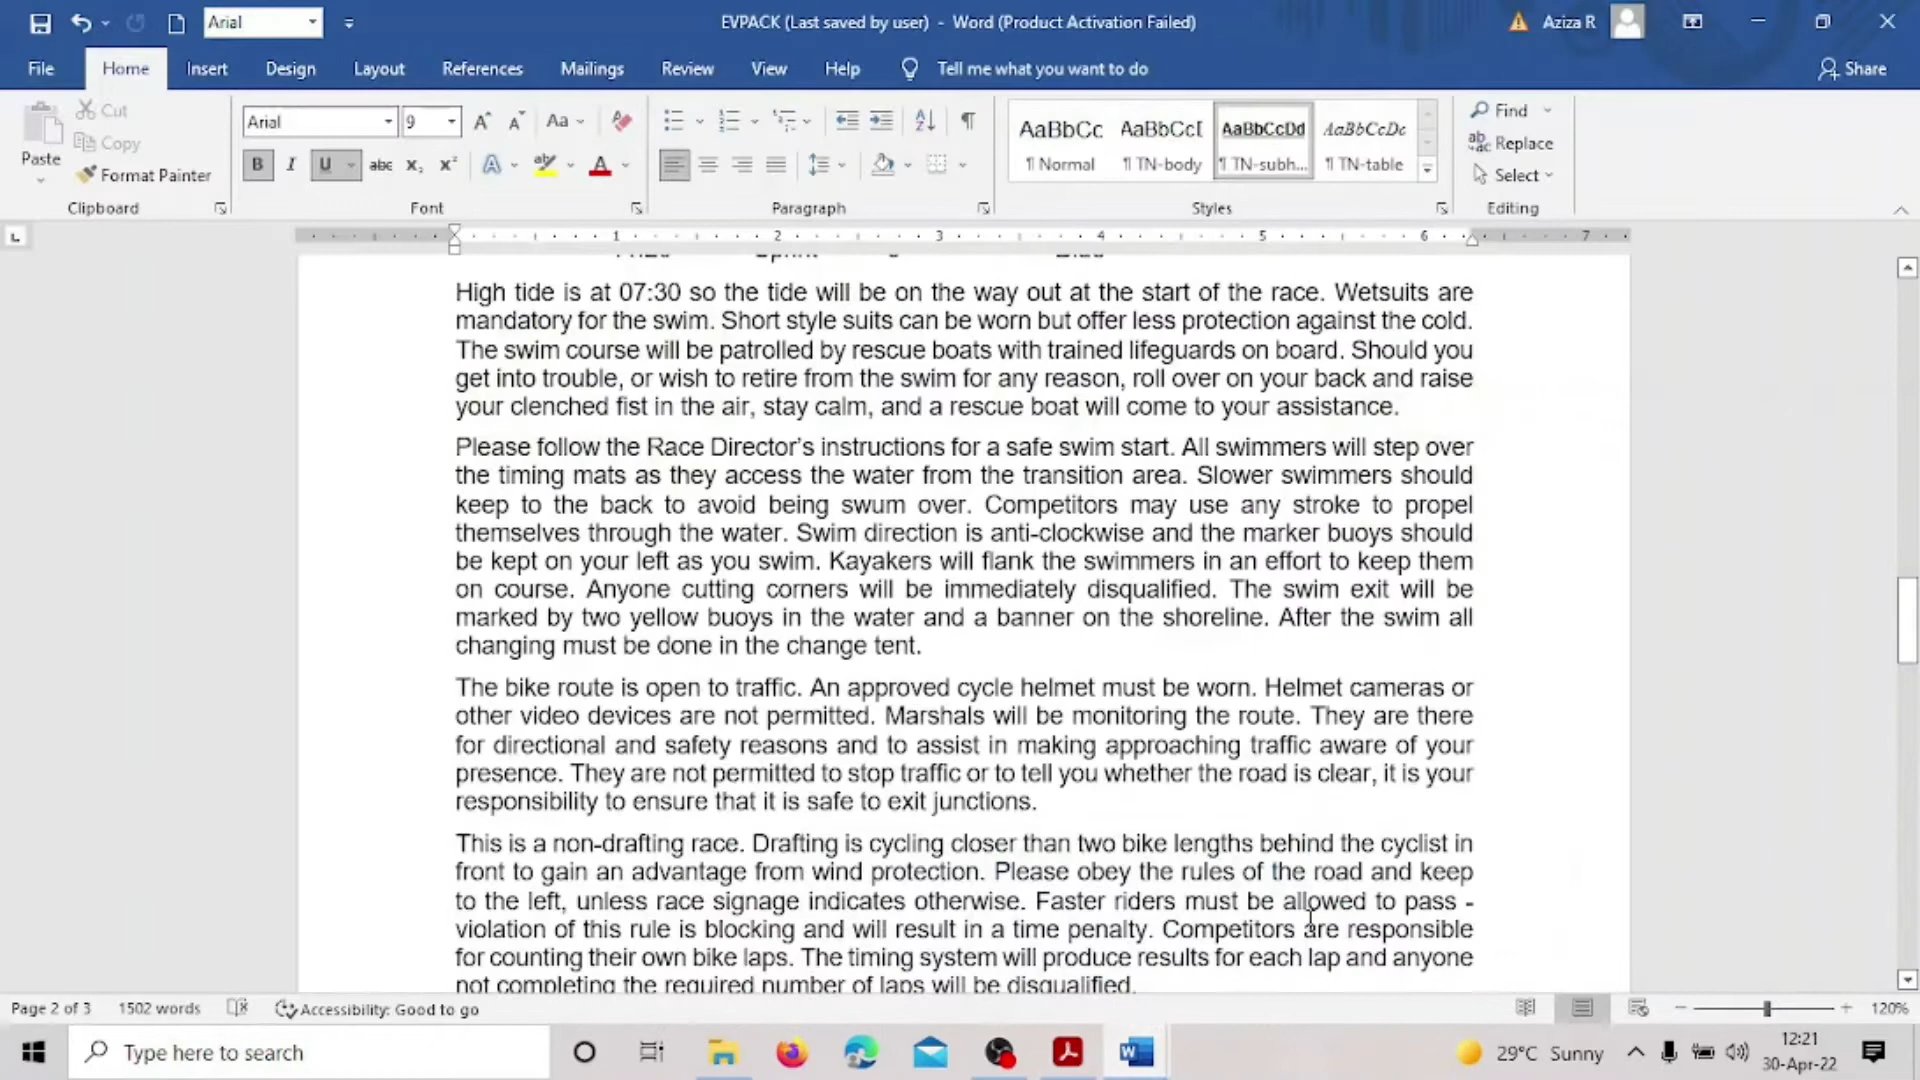 Arial
EVPACK (Last saved by user) - Word (Product Activation Failed)
Aziza R
File Home Insert Design Layout References Mailings Review View Help Tell me what you want to do Share
Paste
Cut
Copy
Format Painter
Clipboard
Arial 9
Aa
B I U abc x₂ x² A A
Font
Paragraph
AaBbCc AaBbCcI AaBbCcDd AaBbCcDc
¶ Normal ¶ TN-body ¶ TN-subh... ¶ TN-table
Styles
Find
Replace
Select
Editing
1 2 3 4 5 6 7
High tide is at 07:30 so the tide will be on the way out at the start of the race. Wetsuits are
mandatory for the swim. Short style suits can be worn but offer less protection against the cold.
The swim course will be patrolled by rescue boats with trained lifeguards on board. Should you
get into trouble, or wish to retire from the swim for any reason, roll over on your back and raise
your clenched fist in the air, stay calm, and a rescue boat will come to your assistance.
Please follow the Race Director's instructions for a safe swim start. All swimmers will step over
the timing mats as they access the water from the transition area. Slower swimmers should
keep to the back to avoid being swum over. Competitors may use any stroke to propel
themselves through the water. Swim direction is anti-clockwise and the marker buoys should
be kept on your left as you swim. Kayakers will flank the swimmers in an effort to keep them
on course. Anyone cutting corners will be immediately disqualified. The swim exit will be
marked by two yellow buoys in the water and a banner on the shoreline. After the swim all
changing must be done in the change tent.
The bike route is open to traffic. An approved cycle helmet must be worn. Helmet cameras or
other video devices are not permitted. Marshals will be monitoring the route. They are there
for directional and safety reasons and to assist in making approaching traffic aware of your
presence. They are not permitted to stop traffic or to tell you whether the road is clear, it is your
responsibility to ensure that it is safe to exit junctions.
This is a non-drafting race. Drafting is cycling closer than two bike lengths behind the cyclist in
front to gain an advantage from wind protection. Please obey the rules of the road and keep
to the left, unless race signage indicates otherwise. Faster riders must be allowed to pass -
violation of this rule is blocking and will result in a time penalty. Competitors are responsible
for counting their own bike laps. The timing system will produce results for each lap and anyone
not completing the required number of laps will be disqualified.
Page 2 of 3 1502 words Accessibility: Good to go 120%
Type here to search
29°C Sunny
12:21
30-Apr-22